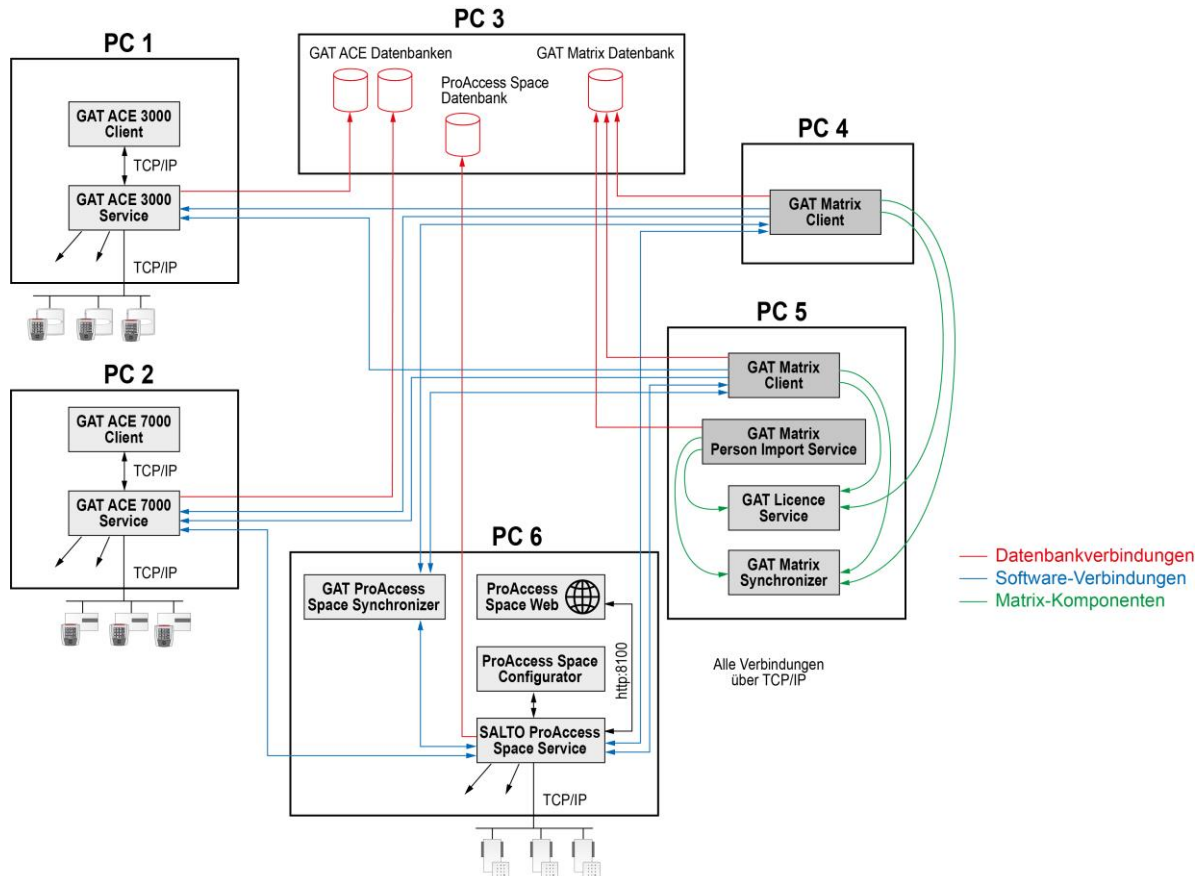 PC 1
GAT ACE 3000
Client
TCP/IP
GAT ACE 3000
Service
TCP/IP
PC 2
GAT ACE 7000
Client
TCP/IP
GAT ACE 7000
Service
TCP/IP
PC 3
GAT ACE Datenbanken
GAT Matrix Datenbank
ProAccess Space
Datenbank
PC 4
GAT Matrix
Client
PC 5
GAT Matrix
Client
GAT Matrix
Person Import Service
GAT Licence
Service
GAT Matrix
Synchronizer
PC 6
GAT ProAccess
Space Synchronizer
ProAccess
Space Web
ProAccess Space
Configurator
http:8100
SALTO ProAccess
Space Service
TCP/IP
Datenbankverbindungen
Software-Verbindungen
Matrix-Komponenten
Alle Verbindungen
über TCP/IP